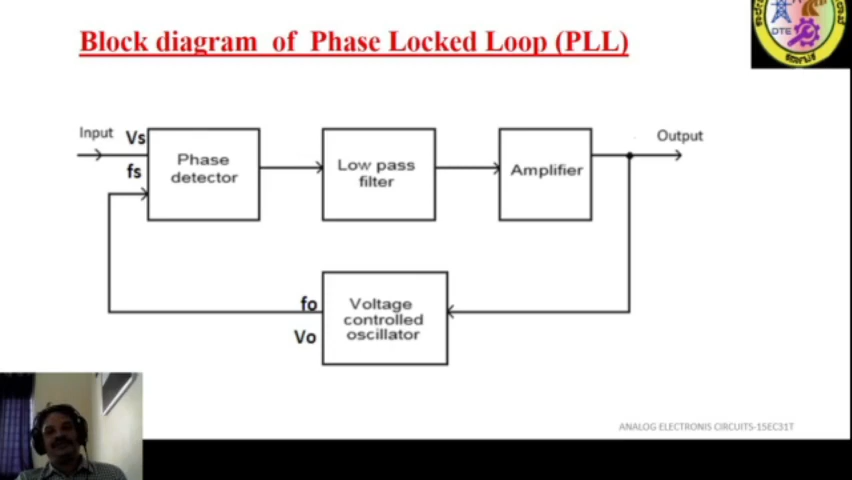 Block diagram of Phase Locked Loop (PLL)
DTE
Input
Vs
fs
Phase
detector
Low pass
filter
Amplifier
Output
fo
Vo
Voltage
controlled
oscillator
ANALOG ELECTRONIS CIRCUITS-15EC31T